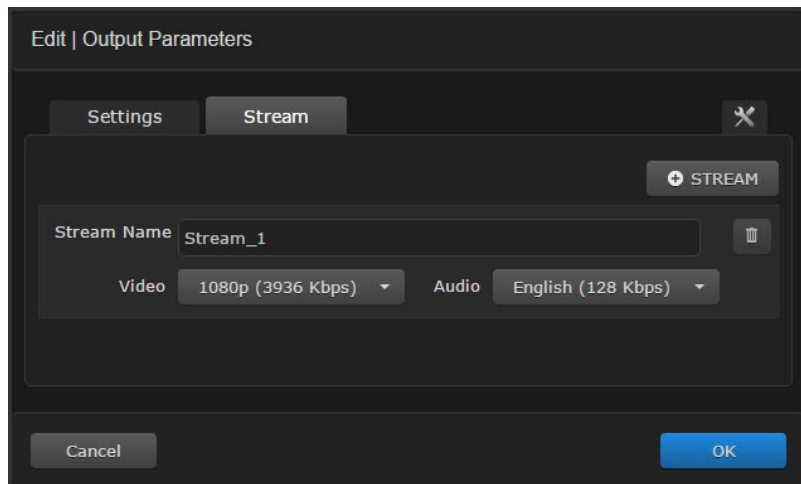 Edit | Output Parameters
Settings Stream
STREAM
Stream Name Stream_1
Video 1080p (3936 Kbps) Audio English (128 Kbps)
Cancel OK